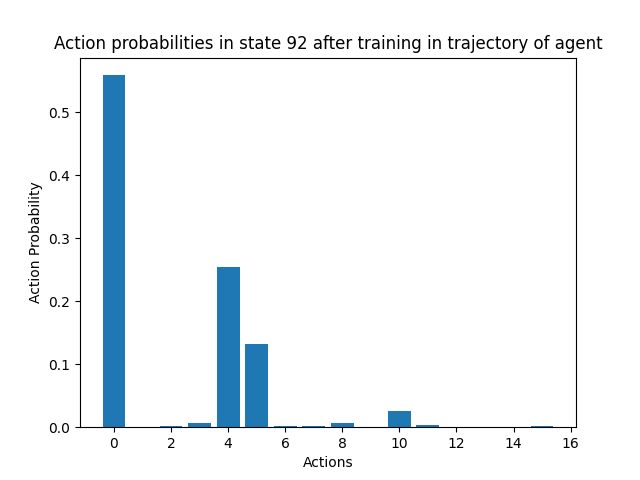 Action probabilities in state 92 after training in trajectory of agent
0.5
0.4
0.3
0.2
0.1
0.0
Action Probability
0 2 4 6 8 10 12 14 16
Actions